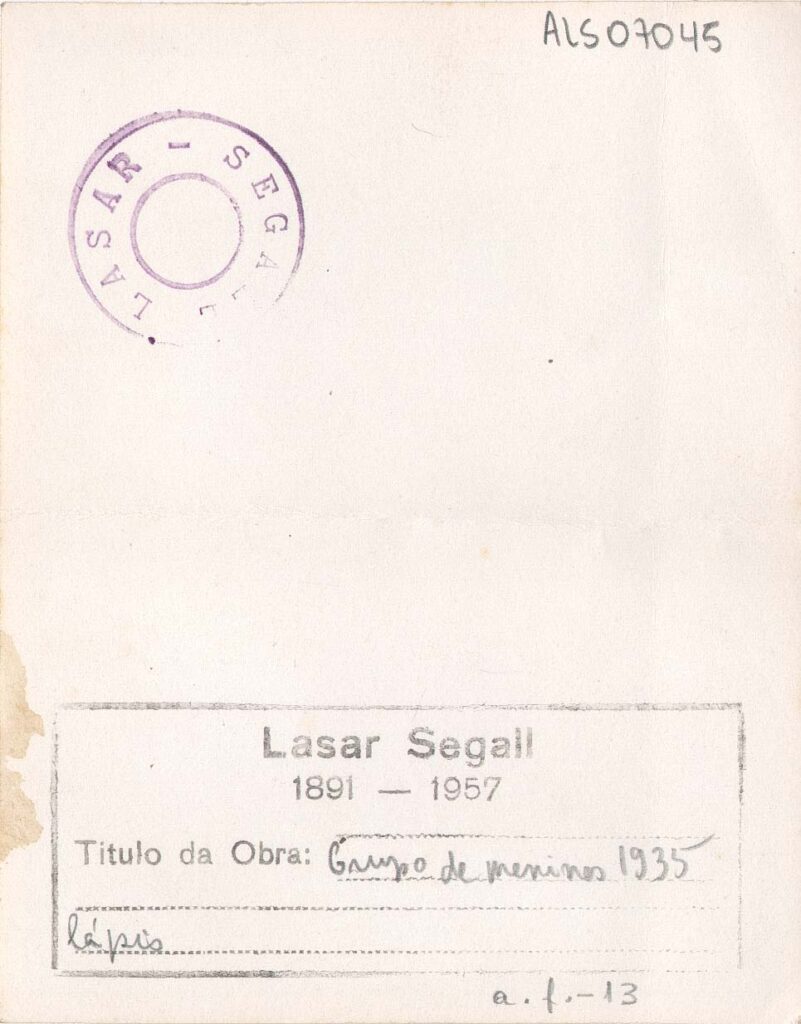 ALS07045
LASAR - SEGALL
Lasar Segall
1891 — 1957
Titulo da Obra: Grupo de meninos 1935
lápis
a. f. - 13